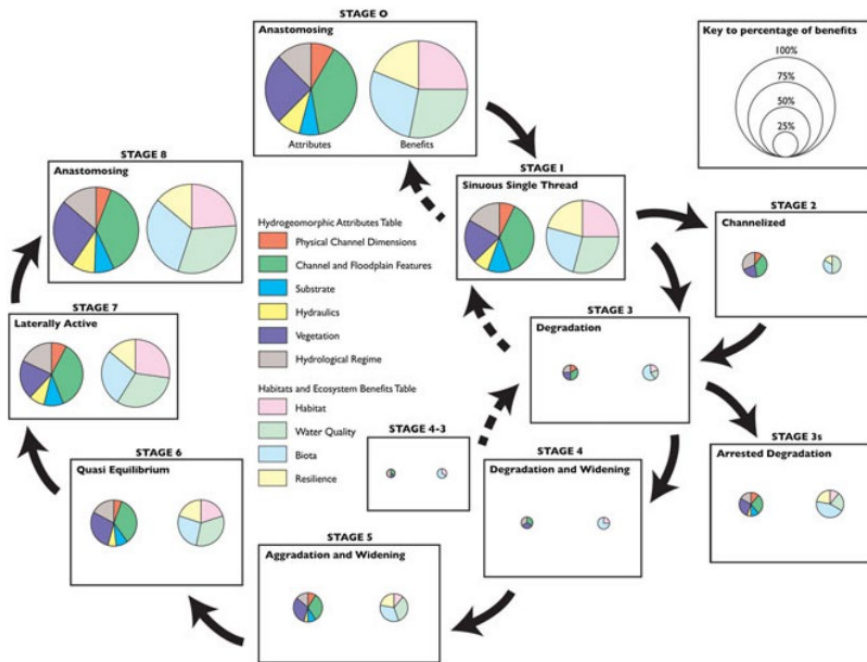 STAGE O
Anastomosing
Attributes
Benefits
Key to percentage of benefits
100%
75%
50%
25%
STAGE 8
Anastomosing
STAGE I
Sinuous Single Thread
STAGE 2
Channelized
Hydrogeomorphic Attributes Table
Physical Channel Dimensions
Channel and Floodplain Features
Substrate
Hydraulics
Vegetation
Hydrological Regime
Habitats and Ecosystem Benefits Table
Habitat
Water Quality
Biota
Resilience
STAGE 7
Laterally Active
STAGE 3
Degradation
STAGE 4-3
STAGE 4
Degradation and Widening
STAGE 3s
Arrested Degradation
STAGE 6
Quasi Equilibrium
STAGE 5
Aggradation and Widening